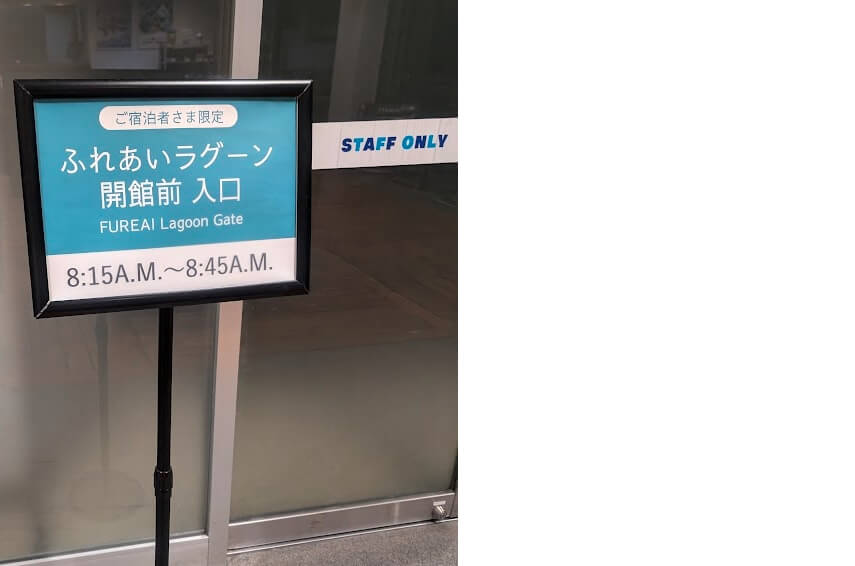 ご宿泊者さま限定
ふれあいラグーン
開館前 入口
FUREAI Lagoon Gate
8:15A.M.〜8:45A.M.
STAFF ONLY